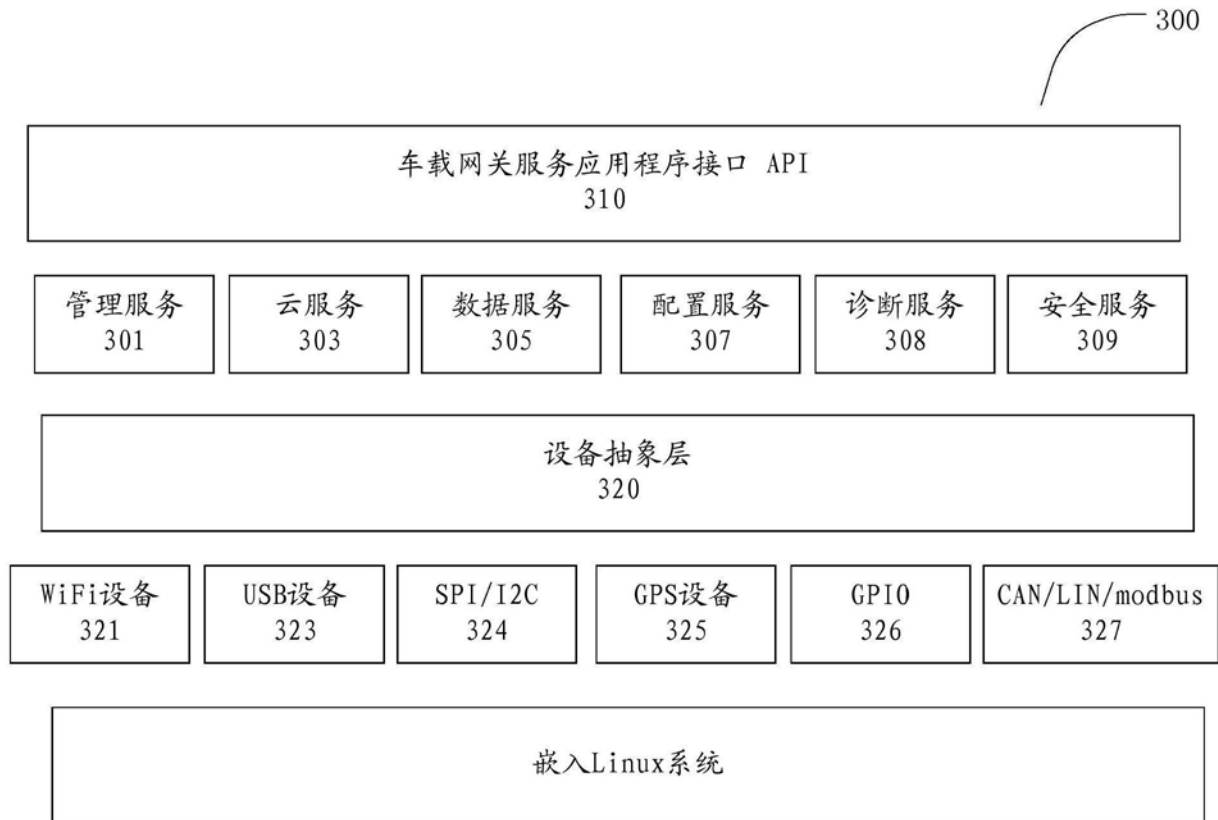 300
车载网关服务应用程序接口 API
310
管理服务 云服务 数据服务 配置服务 诊断服务 安全服务
301 303 305 307 308 309
设备抽象层
320
WiFi设备 USB设备 SPI/I2C GPS设备 GPIO CAN/LIN/modbus
321 323 324 325 326 327
嵌入Linux系统